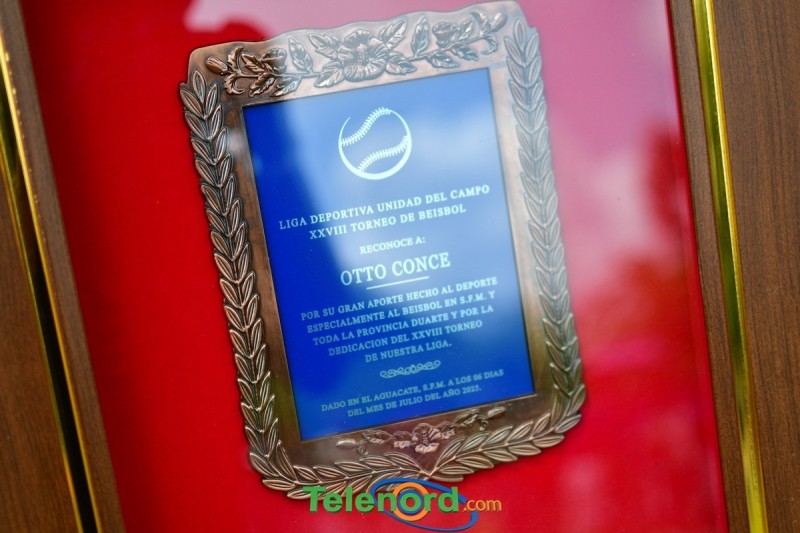 LIGA DEPORTIVA UNIDAD DEL CAMPO
XXVIII TORNEO DE BEISBOL
RECONOCE A:
OTTO CONCE
POR SU GRAN APORTE HECHO AL DEPORTE
ESPECIALMENTE AL BEISBOL EN S.F.M. Y
TODA LA PROVINCIA DUARTE Y POR LA
DEDICACION DEL XXVIII TORNEO
DE NUESTRA LIGA.
DADO EN EL AGUACATE, S.F.M. A LOS 06 DIAS
DEL MES DE JULIO DEL AÑO 2025.
Telenord.com